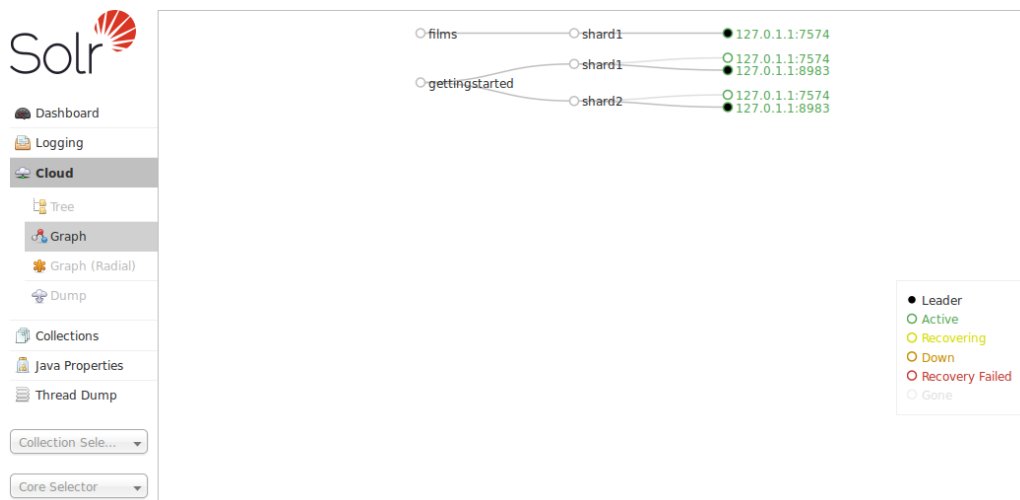 Solr
Dashboard
Logging
Cloud
Tree
Graph
Graph (Radial)
Dump
Collections
Java Properties
Thread Dump
Collection Sele...
Core Selector
films
shard1
127.0.1.1:7574
gettingstarted
shard1
127.0.1.1:7574
127.0.1.1:8983
shard2
127.0.1.1:7574
127.0.1.1:8983
Leader
Active
Recovering
Down
Recovery Failed
Gone